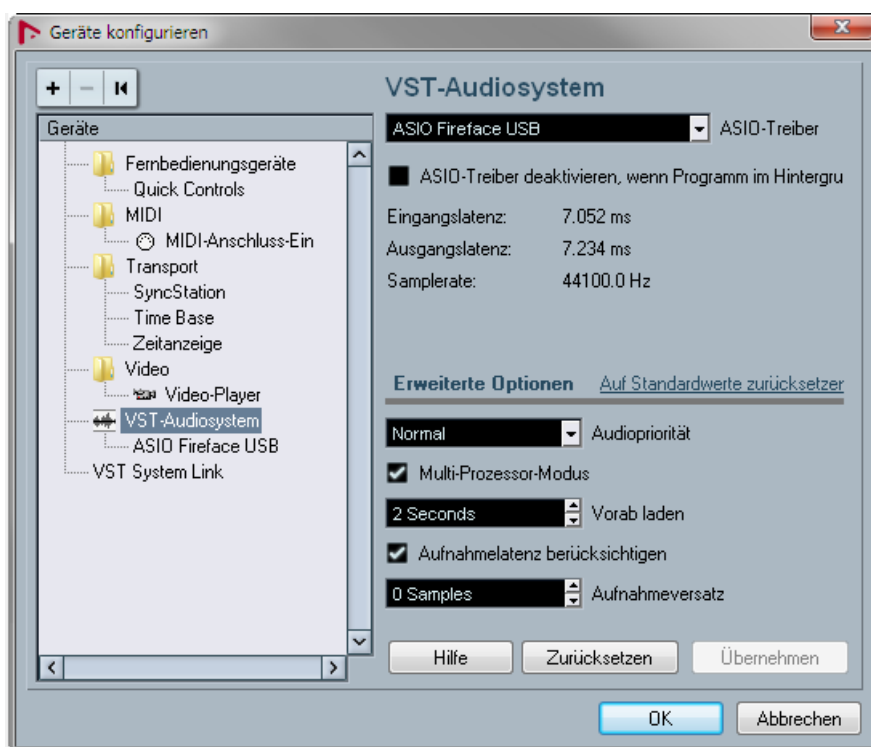 Geräte konfigurieren
Geräte
Fernbedienungsgeräte
Quick Controls
MIDI
MIDI-Anschluss-Ein
Transport
SyncStation
Time Base
Zeitanzeige
Video
Video-Player
VST-Audiosystem
ASIO Fireface USB
VST System Link
VST-Audiosystem
ASIO Fireface USB ASIO-Treiber
ASIO-Treiber deaktivieren, wenn Programm im Hintergru
Eingangslatenz: 7.052 ms
Ausgangslatenz: 7.234 ms
Samplerate: 44100.0 Hz
Erweiterte Optionen Auf Standardwerte zurücksetzer
Normal Audiopriorität
Multi-Prozessor-Modus
2 Seconds Vorab laden
Aufnahmelatenz berücksichtigen
0 Samples Aufnahmeversatz
Hilfe Zurücksetzen Übernehmen
OK Abbrechen